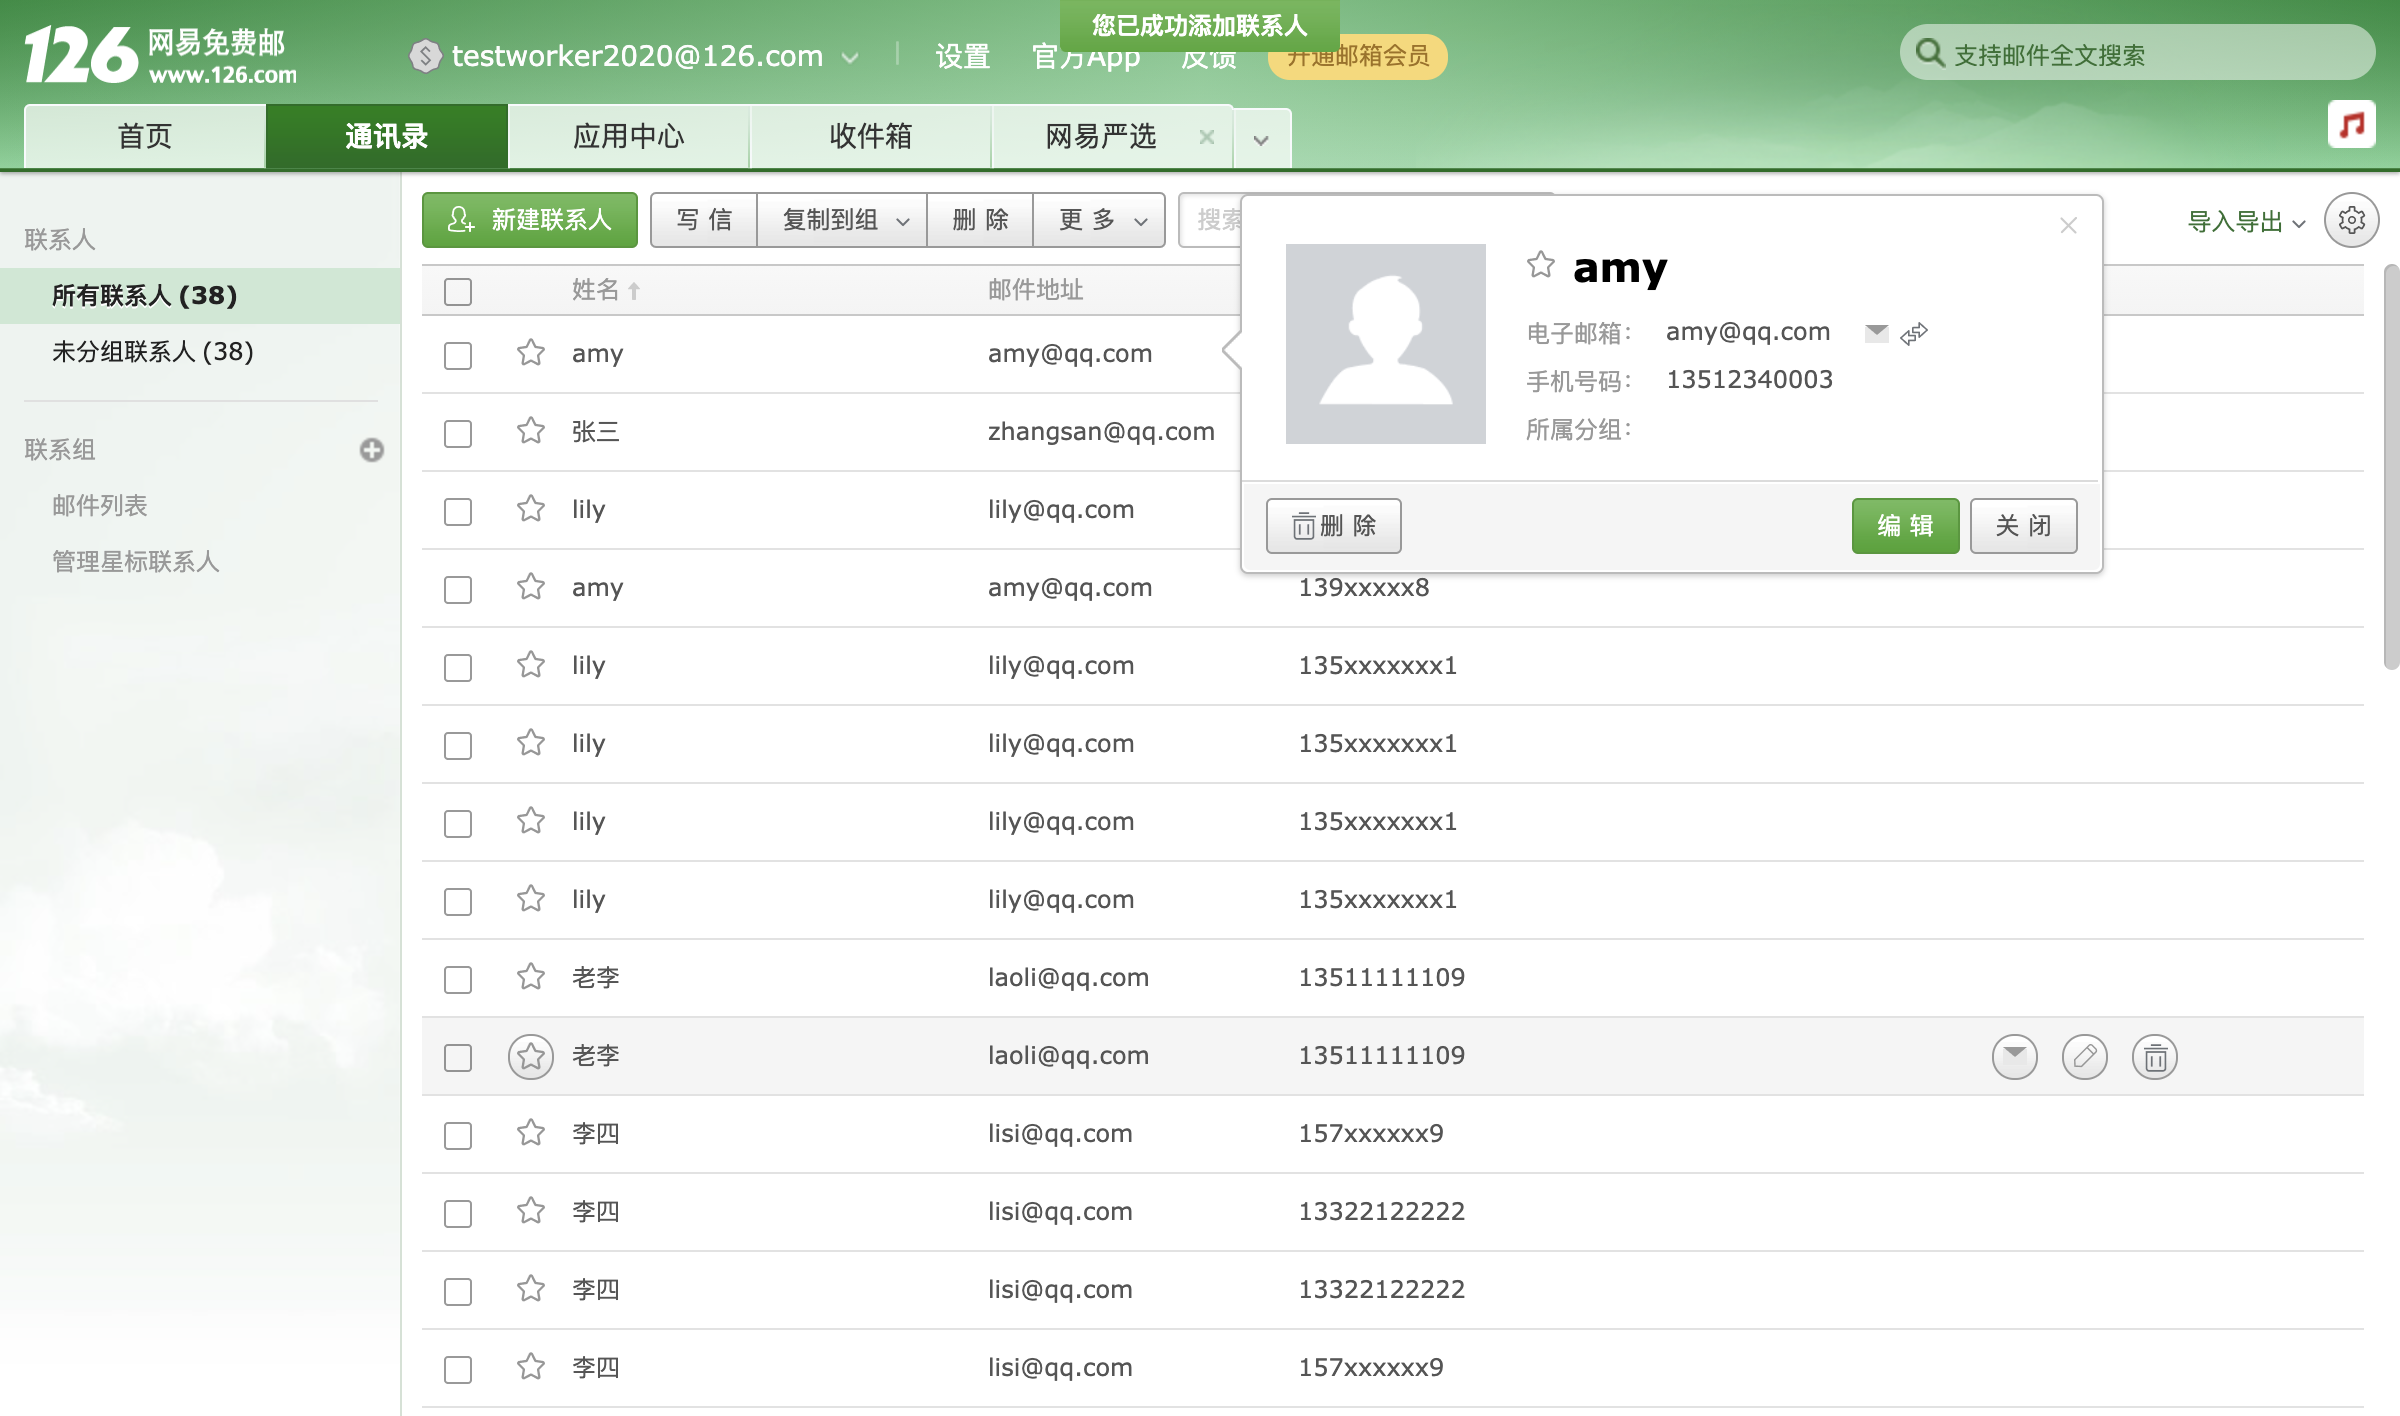 您已成功添加联系人
126 网易免费邮
www.126.com
testworker2020@126.com 设置 官方App 反馈 开通邮箱会员
支持邮件全文搜索
首页 通讯录 应用中心 收件箱 网易严选
联系人
所有联系人 (38)
未分组联系人 (38)
联系组
邮件列表
管理星标联系人
新建联系人 写 信 复制到组 删 除 更 多 搜索 导入导出
姓名 邮件地址
amy amy@qq.com
张三 zhangsan@qq.com
lily lily@qq.com
amy
电子邮箱： amy@qq.com
手机号码： 13512340003
所属分组：
删 除 编 辑 关 闭
amy amy@qq.com 139xxxxx8
lily lily@qq.com 135xxxxxxx1
lily lily@qq.com 135xxxxxxx1
lily lily@qq.com 135xxxxxxx1
lily lily@qq.com 135xxxxxxx1
老李 laoli@qq.com 13511111109
老李 laoli@qq.com 13511111109
李四 lisi@qq.com 157xxxxxx9
李四 lisi@qq.com 13322122222
李四 lisi@qq.com 13322122222
李四 lisi@qq.com 157xxxxxx9